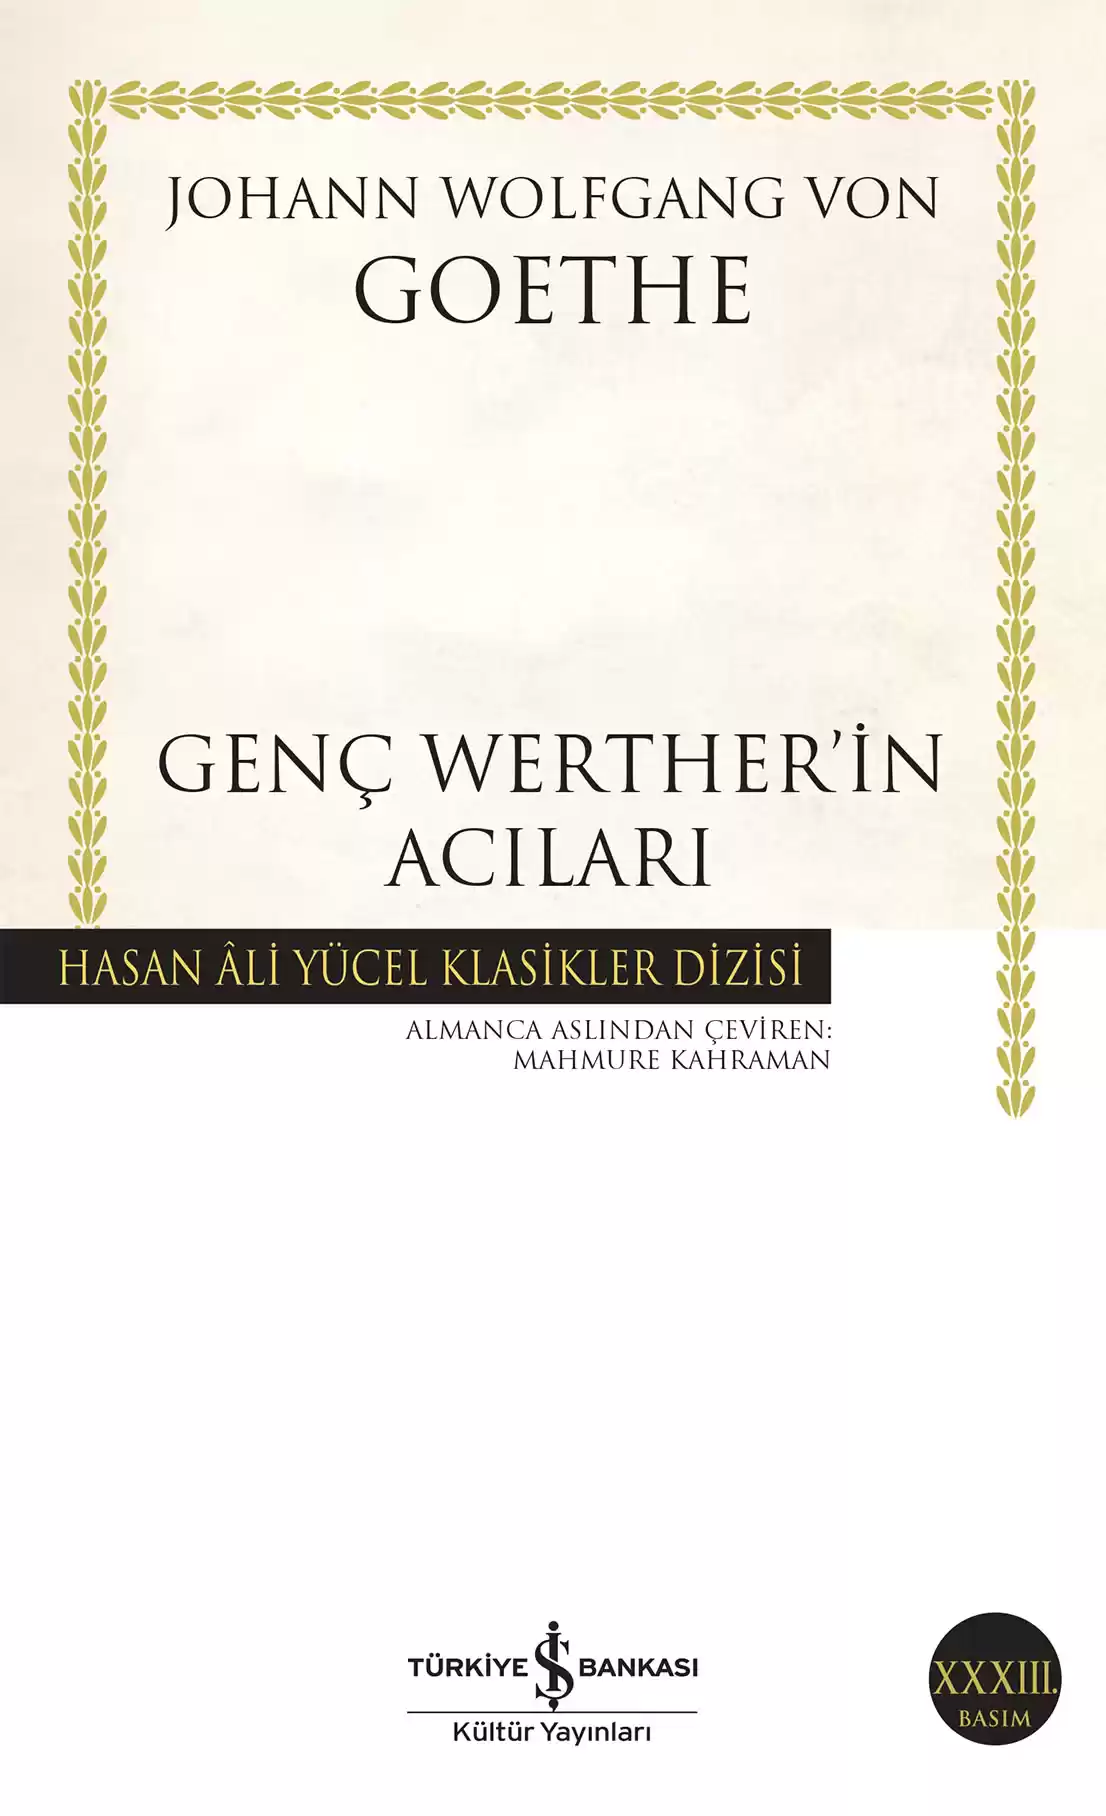 JOHANN WOLFGANG VON
GOETHE
GENÇ WERTHER’İN
ACILARI
HASAN ÂLİ YÜCEL KLASİKLER DİZİSİ
ALMANCA ASLINDAN ÇEVİREN:
MAHMURE KAHRAMAN
TÜRKİYE İŞ BANKASI
Kültür Yayınları
XXXIII.
BASIM